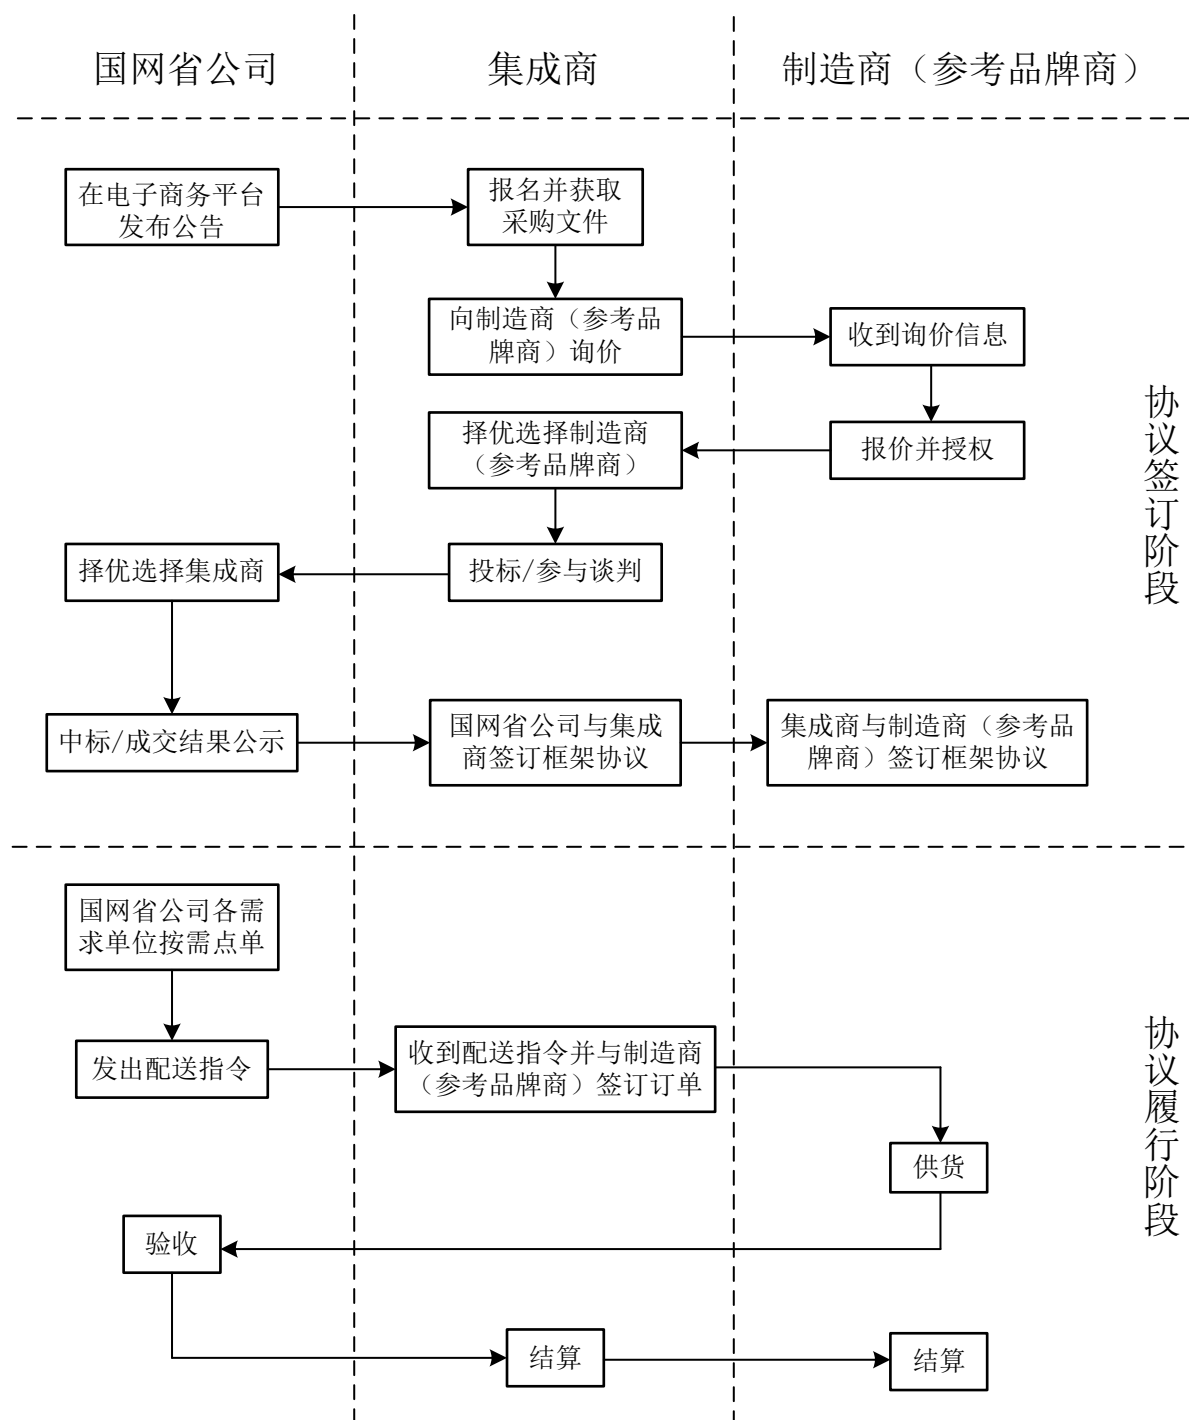 国网省公司
集成商
制造商（参考品牌商）
在电子商务平台
发布公告
报名并获取
采购文件
向制造商（参考品
牌商）询价
收到询价信息
报价并授权
择优选择制造商
（参考品牌商）
投标/参与谈判
择优选择集成商
中标/成交结果公示
国网省公司与集成
商签订框架协议
集成商与制造商（参考品
牌商）签订框架协议
协议签订阶段
国网省公司各需
求单位按需点单
发出配送指令
收到配送指令并与制造商
（参考品牌商）签订订单
供货
验收
结算
结算
协议履行阶段